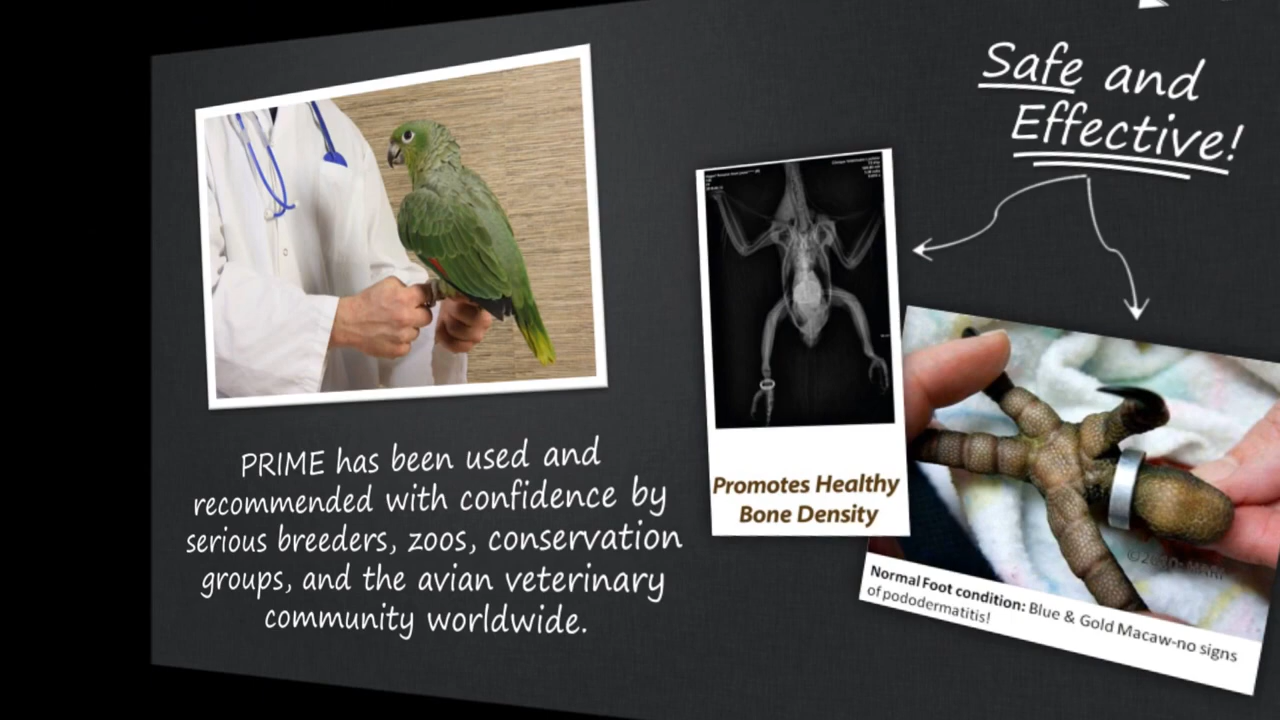 Safe and
Effective!
PRIME has been used and
recommended with confidence by
serious breeders, zoos, conservation
groups, and the avian veterinary
community worldwide.
Promotes Healthy
Bone Density
Normal Foot condition: Blue & Gold Macaw-no signs
of pododermatitis!